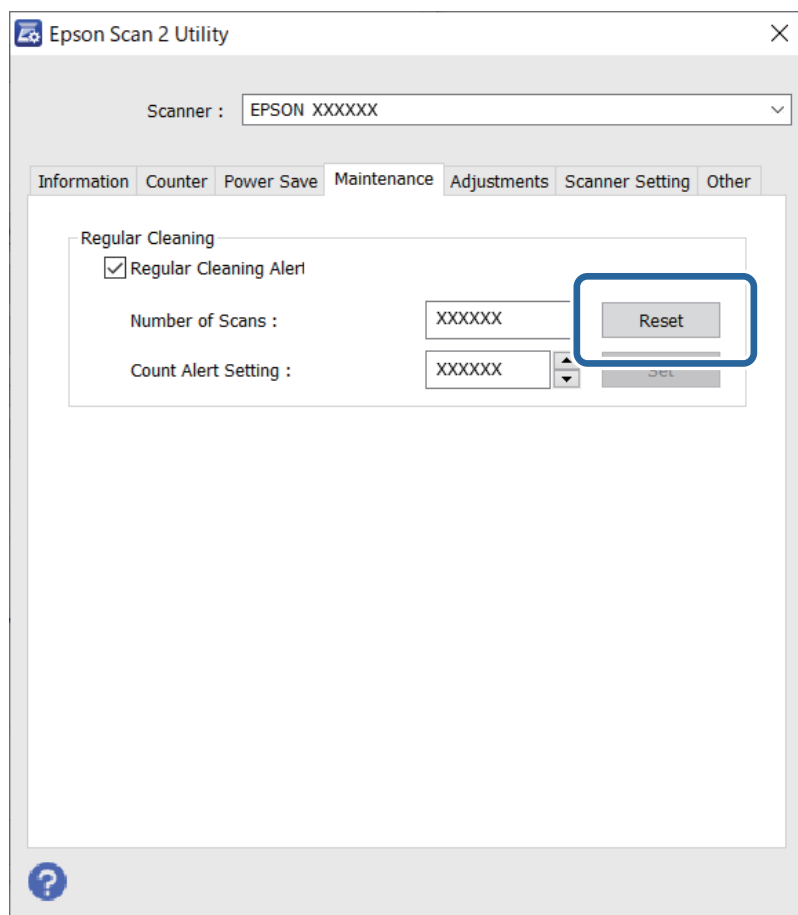 Epson Scan 2 Utility
Scanner : EPSON XXXXXX
Information Counter Power Save Maintenance Adjustments Scanner Setting Other
Regular Cleaning
Regular Cleaning Alert
Number of Scans : XXXXXX Reset
Count Alert Setting : XXXXXX Set
?